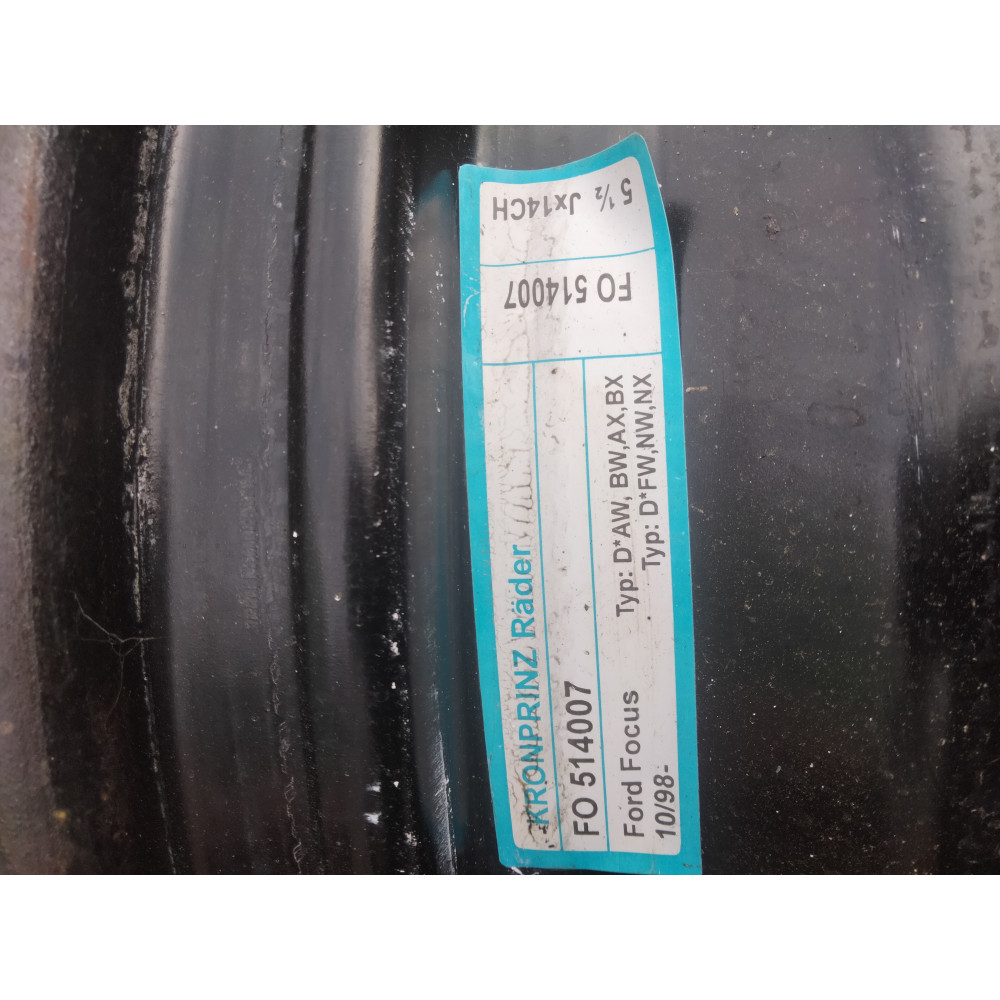 KRONPRINZ Räder
FO 514007
Ford Focus Typ: D*AW, BW,AX,BX
10/98- Typ: D*FW,NW,NX
FO 514007
5 ½ Jx14CH